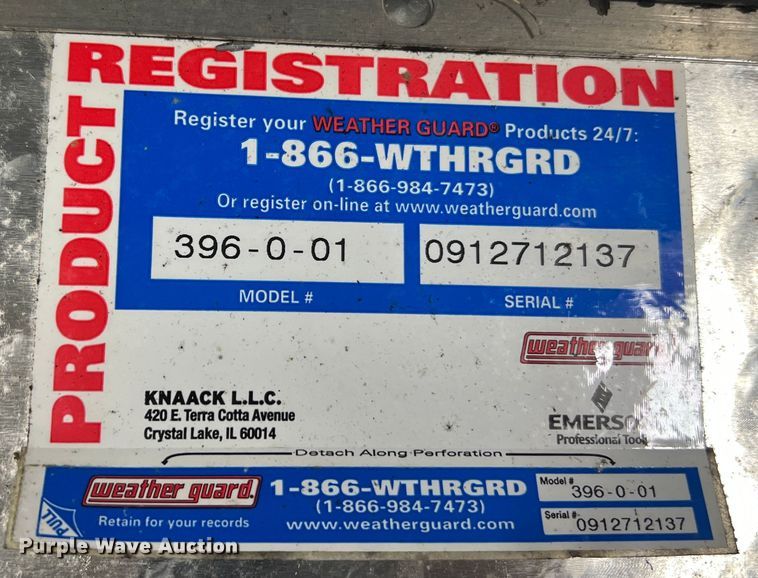 PRODUCT REGISTRATION
Register your WEATHER GUARD® Products 24/7:
1-866-WTHRGRD
(1-866-984-7473)
Or register on-line at www.weatherguard.com
396-0-01 0912712137
MODEL # SERIAL #
weather guard
KNAACK L.L.C.
420 E. Terra Cotta Avenue
Crystal Lake, IL 60014
EMERSON
Professional Tools
Detach Along Perforation
PULL
weather guard.
Retain for your records
1-866-WTHRGRD
(1-866-984-7473)
www.weatherguard.com
Model # 396-0-01
Serial # 0912712137
Purple Wave Auction